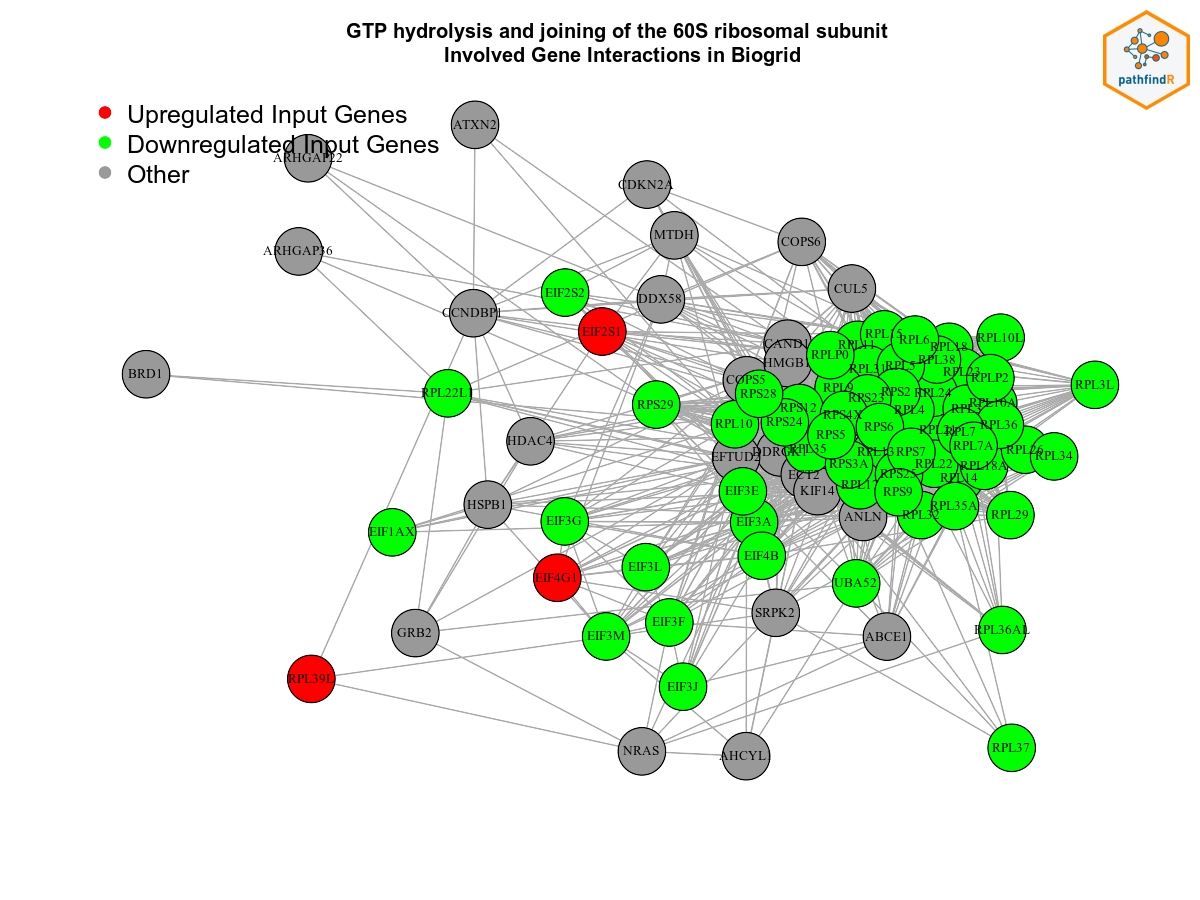 GTP hydrolysis and joining of the 60S ribosomal subunit
Involved Gene Interactions in Biogrid
pathfindR
Upregulated Input Genes
Downregulated Input Genes
Other
ATXN2
ARHGAP22
CDKN2A
MTDH
COPS6
ARHGAP36
EIF2S2
DDX58
CUL5
CCNDBP1
EIF2S1
CAND1
RPL11
RPL15
RPL6
RPL18
RPL10L
RPLP0
HMGB1
RPL31
RPL5
RPL38
RPL23
BRD1
COPS5
RPLP2
RPL3L
RPL22L1
RPS28
RPL9
RPS23
RPS2
RPL24
RPS29
RPS12
RPS4X
RPL4
RPL3
RPL10A
RPL10
RPS24
RPS5
RPS6
RPL7
RPL36
HDAC4
EFTUD2
DDRGK1
RPL35
RPL13
RPS7
RPL7A
RPL26
RPL34
ECT2
RPS3A
RPS25
RPL22
RPL18A
RPL14
HSPB1
EIF3E
KIF14
RPL17
RPS9
RPL35A
EIF1AX
EIF3G
EIF3A
ANLN
RPL32
RPL29
EIF4G1
EIF3L
EIF4B
UBA52
GRB2
EIF3M
EIF3F
SRPK2
ABCE1
RPL36AL
RPL39L
EIF3J
NRAS
RPL37